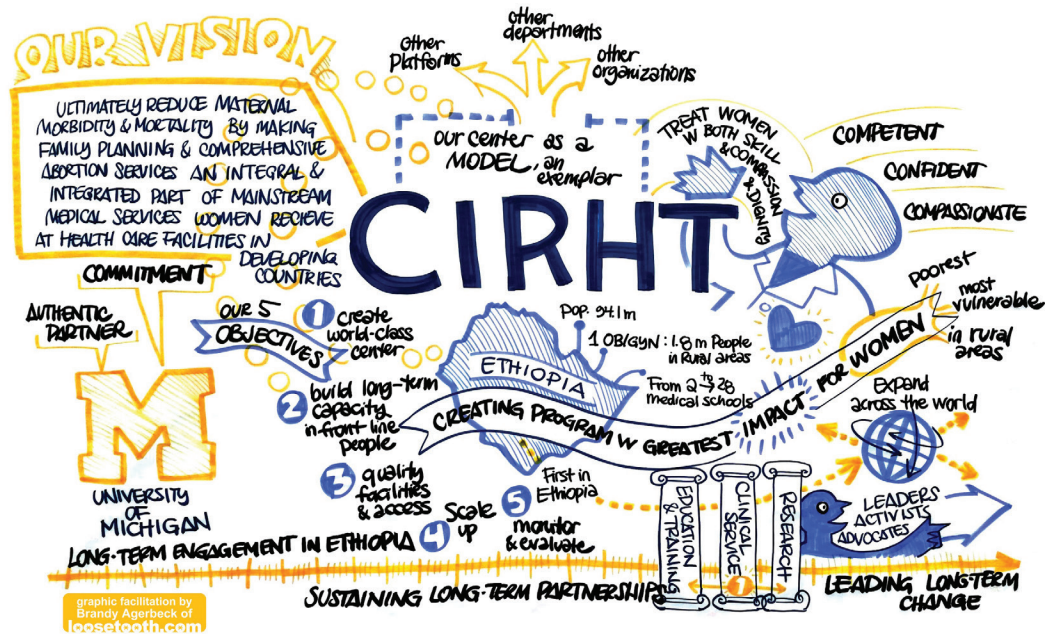 OUR VISION
ULTIMATELY REDUCE MATERNAL
MORBIDITY & MORTALITY BY MAKING
FAMILY PLANNING & COMPREHENSIVE
ABORTION SERVICES AN INTEGRAL &
INTEGRATED PART OF MAINSTREAM
MEDICAL SERVICES WOMEN RECIEVE
AT HEALTH CARE FACILITIES IN
DEVELOPING
COUNTRIES
other
Platforms
other
departments
other
organizations
our center as a
MODEL, an
exemplar
CIRHT
TREAT WOMEN
W BOTH SKILL
& COMPASSION
& DIGNITY
COMPETENT
CONFIDENT
COMPASSIONATE
COMMITMENT
AUTHENTIC
PARTNER
M
UNIVERSITY
OF
MICHIGAN
OUR 5
OBJECTIVES
1 create
world-class
center
2 build long-term
capacity
in front line
people
3 quality
facilities
& access
4 Scale
up
5 monitor
& evaluate
ETHIOPIA
Pop. 94.1m
1 OB/GYN : 1.8 m People
in Rural areas
From 2 to 28
medical schools
CREATING PROGRAM W GREATEST IMPACT FOR WOMEN
poorest
most
vulnerable
in rural
areas
Expand
across the world
First in
Ethiopia
EDUCATION
& TRAINING
CLINICAL
SERVICE
RESEARCH
LEADERS
ACTIVISTS
ADVOCATES
LONG-TERM ENGAGEMENT IN ETHIOPIA
SUSTAINING LONG-TERM PARTNERSHIPS
LEADING LONG-TERM
CHANGE
graphic facilitation by
Brandy Agerbeck of
loosetooth.com